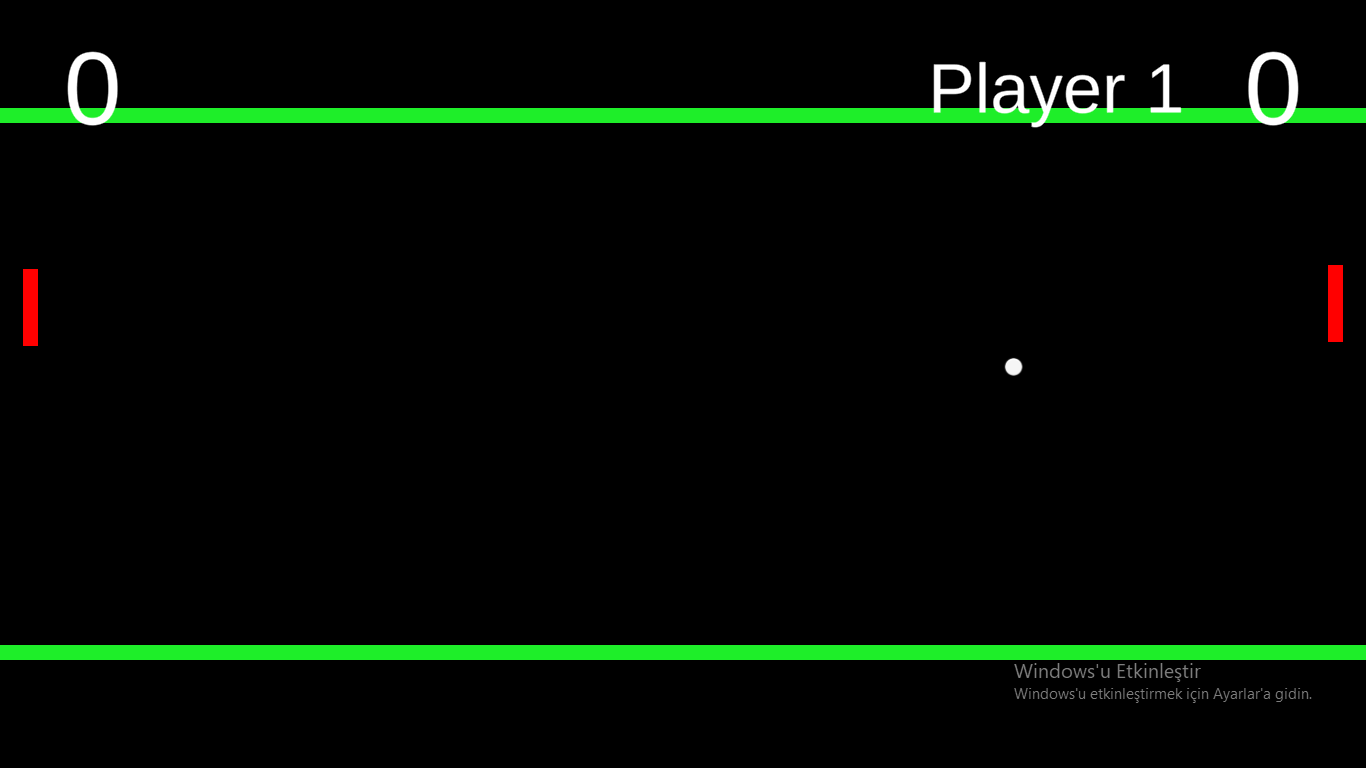 0 Player 1 0
Windows'u Etkinleştir
Windows'u etkinleştirmek için Ayarlar'a gidin.